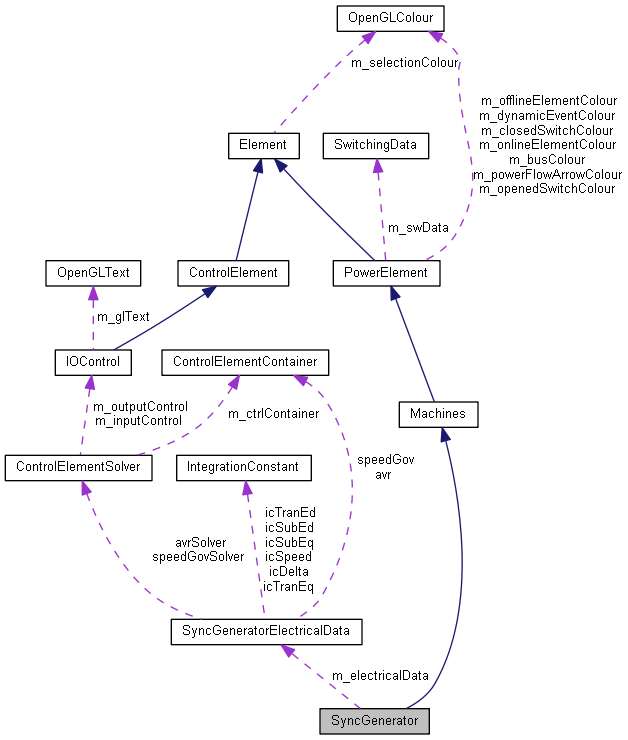 OpenGLColour
m_selectionColour
m_offlineElementColour
m_dynamicEventColour
m_closedSwitchColour
m_onlineElementColour
m_busColour
m_powerFlowArrowColour
m_openedSwitchColour
Element
SwitchingData
m_swData
OpenGLText
ControlElement
PowerElement
m_glText
IOControl
ControlElementContainer
m_outputControl
m_inputControl
m_ctrlContainer
Machines
speedGov
avr
ControlElementSolver
IntegrationConstant
avrSolver
speedGovSolver
icTranEd
icSubEd
icSubEq
icSpeed
icDelta
icTranEq
SyncGeneratorElectricalData
m_electricalData
SyncGenerator